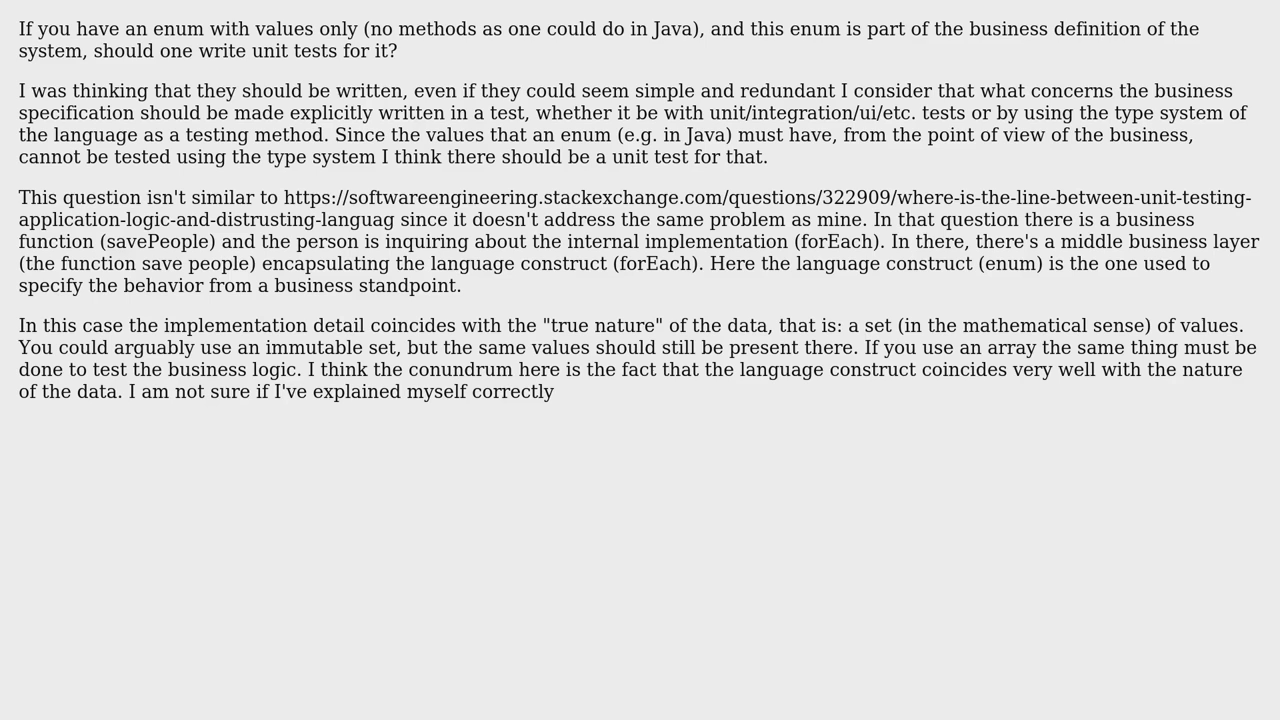 If you have an enum with values only (no methods as one could do in Java), and this enum is part of the business definition of the
system, should one write unit tests for it?
I was thinking that they should be written, even if they could seem simple and redundant I consider that what concerns the business
specification should be made explicitly written in a test, whether it be with unit/integration/ui/etc. tests or by using the type system of
the language as a testing method. Since the values that an enum (e.g. in Java) must have, from the point of view of the business,
cannot be tested using the type system I think there should be a unit test for that.
This question isn't similar to https://softwareengineering.stackexchange.com/questions/322909/where-is-the-line-between-unit-testing-
application-logic-and-distrusting-languag since it doesn't address the same problem as mine. In that question there is a business
function (savePeople) and the person is inquiring about the internal implementation (forEach). In there, there's a middle business layer
(the function save people) encapsulating the language construct (forEach). Here the language construct (enum) is the one used to
specify the behavior from a business standpoint.
In this case the implementation detail coincides with the "true nature" of the data, that is: a set (in the mathematical sense) of values.
You could arguably use an immutable set, but the same values should still be present there. If you use an array the same thing must be
done to test the business logic. I think the conundrum here is the fact that the language construct coincides very well with the nature
of the data. I am not sure if I've explained myself correctly